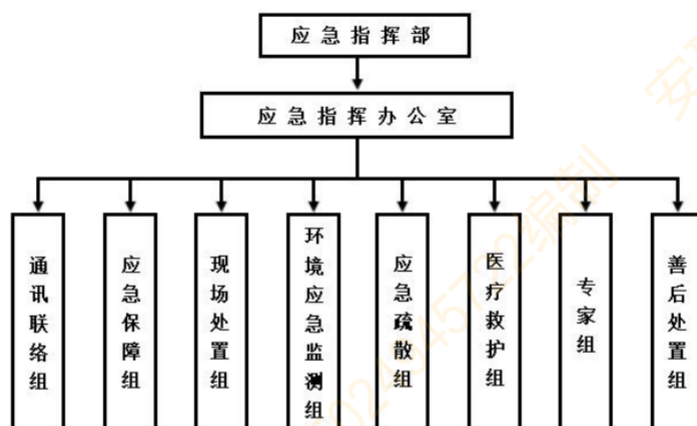 应急指挥部
应急指挥办公室
通讯联络组
应急保障组
现场处置组
环境应急监测组
应急疏散组
医疗救护组
专家组
善后处置组